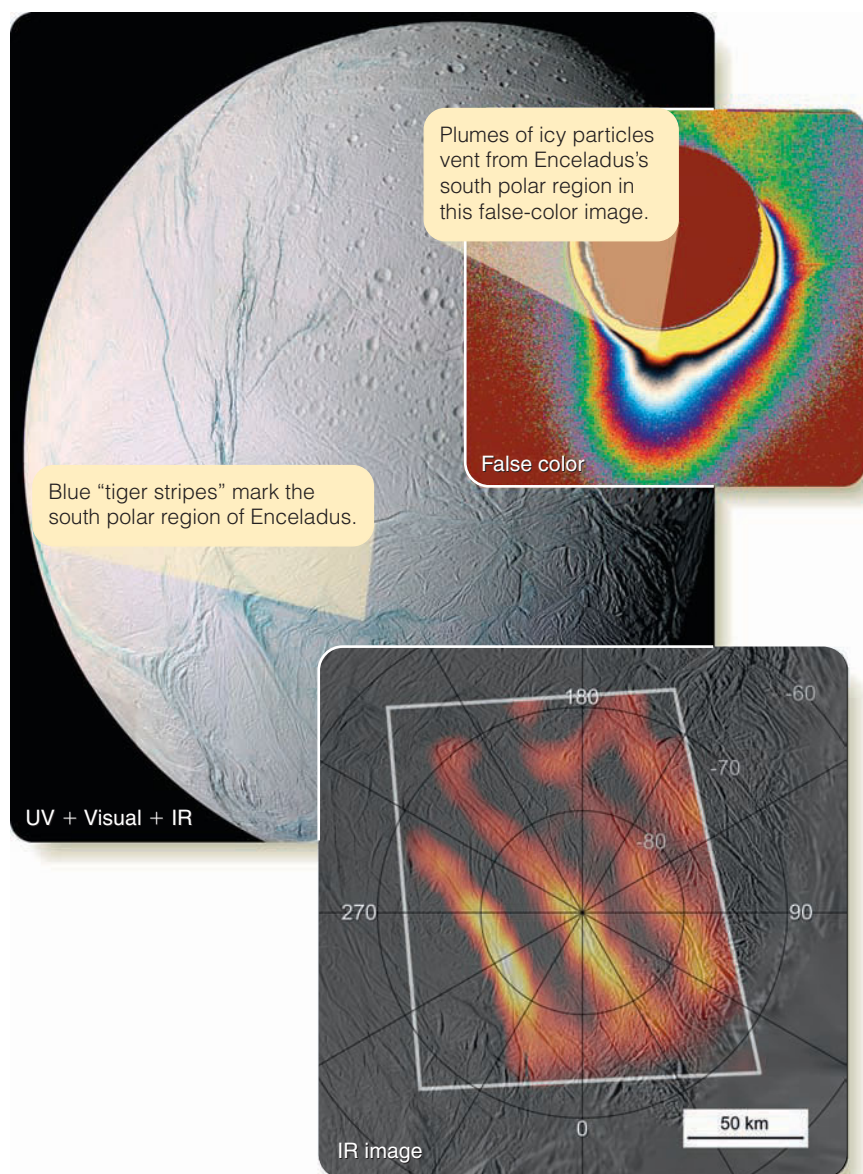 Plumes of icy particles
vent from Enceladus’s
south polar region in
this false-color image.
False color
Blue “tiger stripes” mark the
south polar region of Enceladus.
UV + Visual + IR
180
-60
-70
-80
270
90
0
50 km
IR image